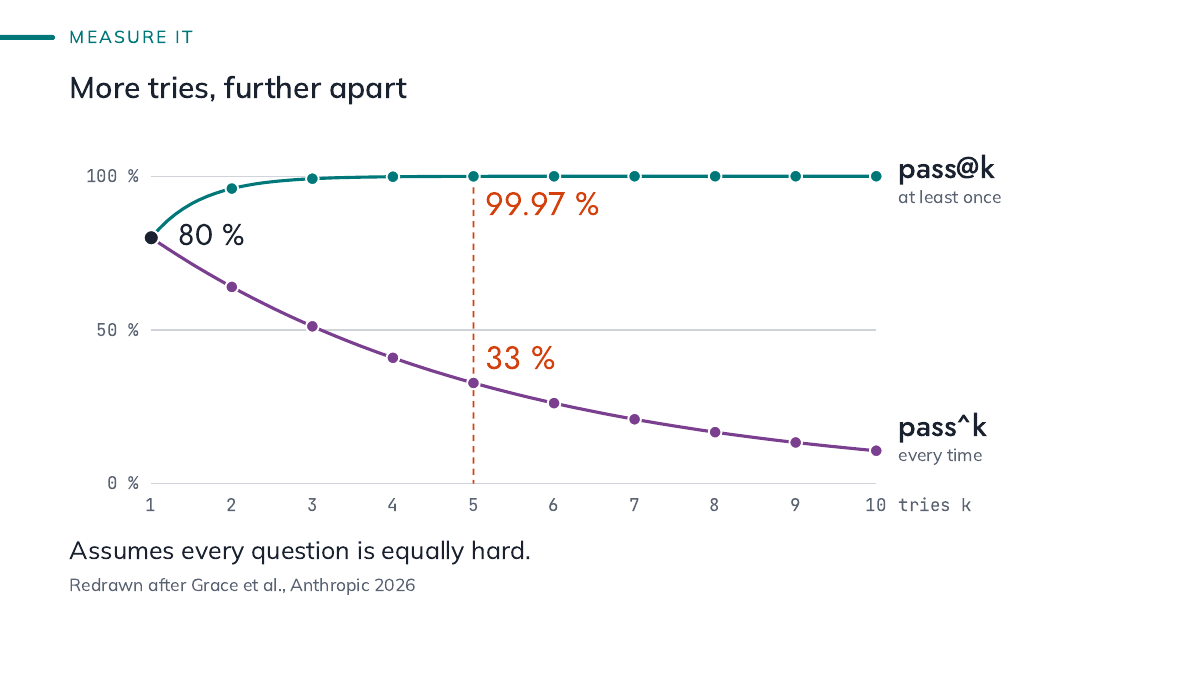 MEASURE IT
More tries, further apart
100 %
pass@k
at least once
99.97 %
80 %
50 %
33 %
pass^k
every time
0 %
1 2 3 4 5 6 7 8 9 10 tries k
Assumes every question is equally hard.
Redrawn after Grace et al., Anthropic 2026